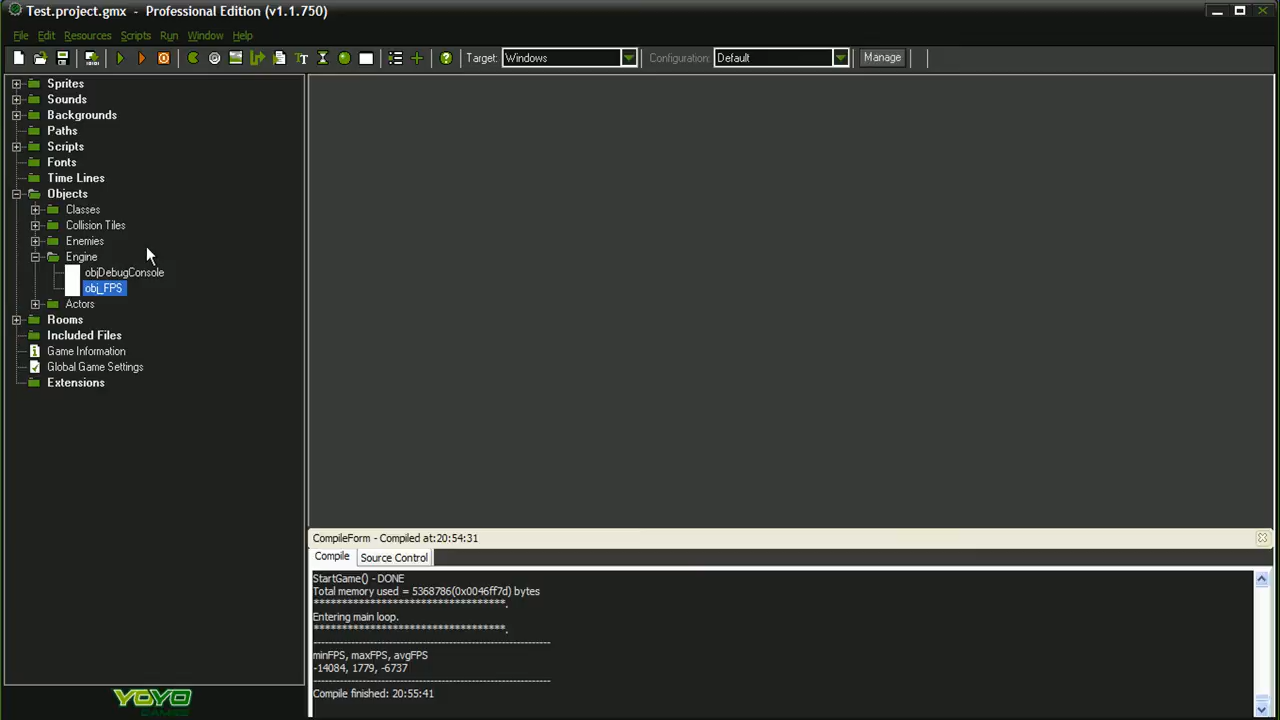 Test.project.gmx - Professional Edition (v1.1.750)
File Edit Resources Scripts Run Window Help
Target: Windows Configuration: Default Manage
Sprites
Sounds
Backgrounds
Paths
Scripts
Fonts
Time Lines
Objects
Classes
Collision Tiles
Enemies
Engine
objDebugConsole
obj_FPS
Actors
Rooms
Included Files
Game Information
Global Game Settings
Extensions
YOYO
GAMES
CompileForm - Compiled at:20:54:31
Compile Source Control
StartGame() - DONE
Total memory used = 5368786(0x0046ff7d) bytes
***********************************.
Entering main loop.
***********************************.
----------------------------------------------------------
minFPS, maxFPS, avgFPS
-14084, 1779, -6737
----------------------------------------------------------
Compile finished: 20:55:41